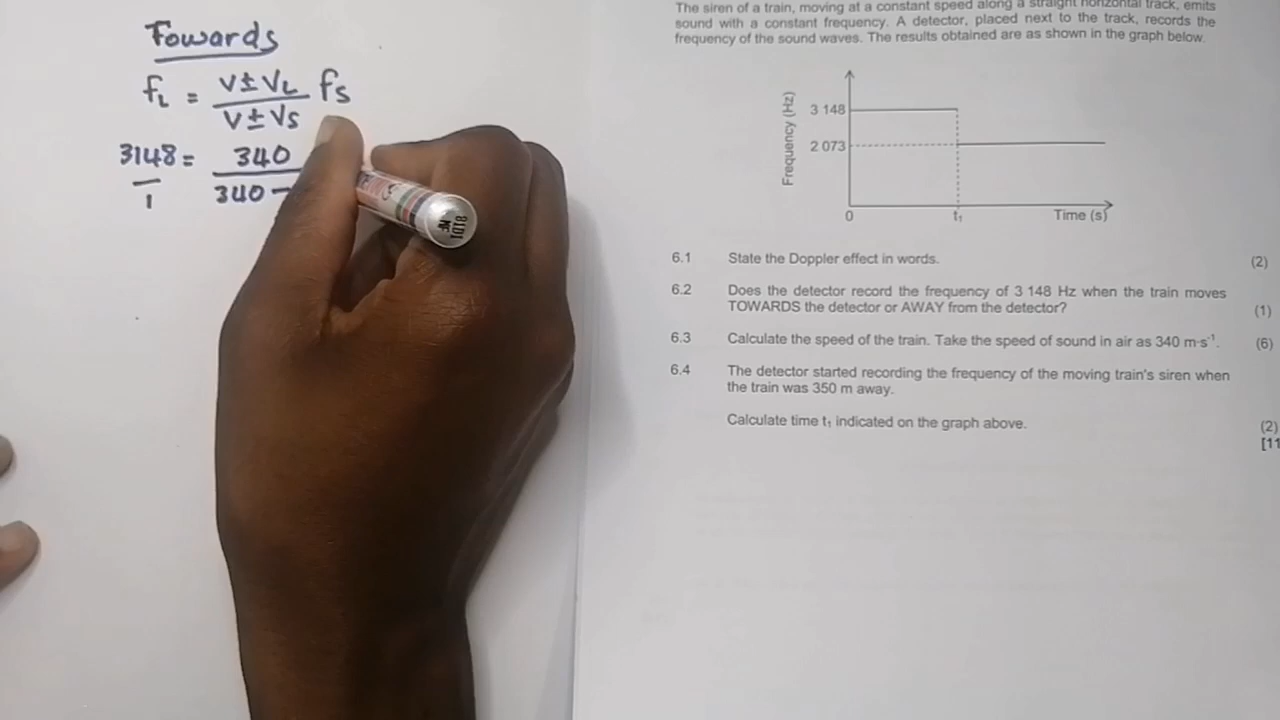 Towards
fL = V±VL fs
V±Vs
3148 = 340
1 340 –
The siren of a train, moving at a constant speed along a straight horizontal track, emits
sound with a constant frequency. A detector, placed next to the track, records the
frequency of the sound waves. The results obtained are as shown in the graph below.
Frequency (Hz)
3 148
2 073
0 t₁ Time (s)
6.1 State the Doppler effect in words. (2)
6.2 Does the detector record the frequency of 3 148 Hz when the train moves
TOWARDS the detector or AWAY from the detector? (1)
6.3 Calculate the speed of the train. Take the speed of sound in air as 340 m·s⁻¹. (6)
6.4 The detector started recording the frequency of the moving train's siren when
the train was 350 m away.
Calculate time t₁ indicated on the graph above. (2)
[11